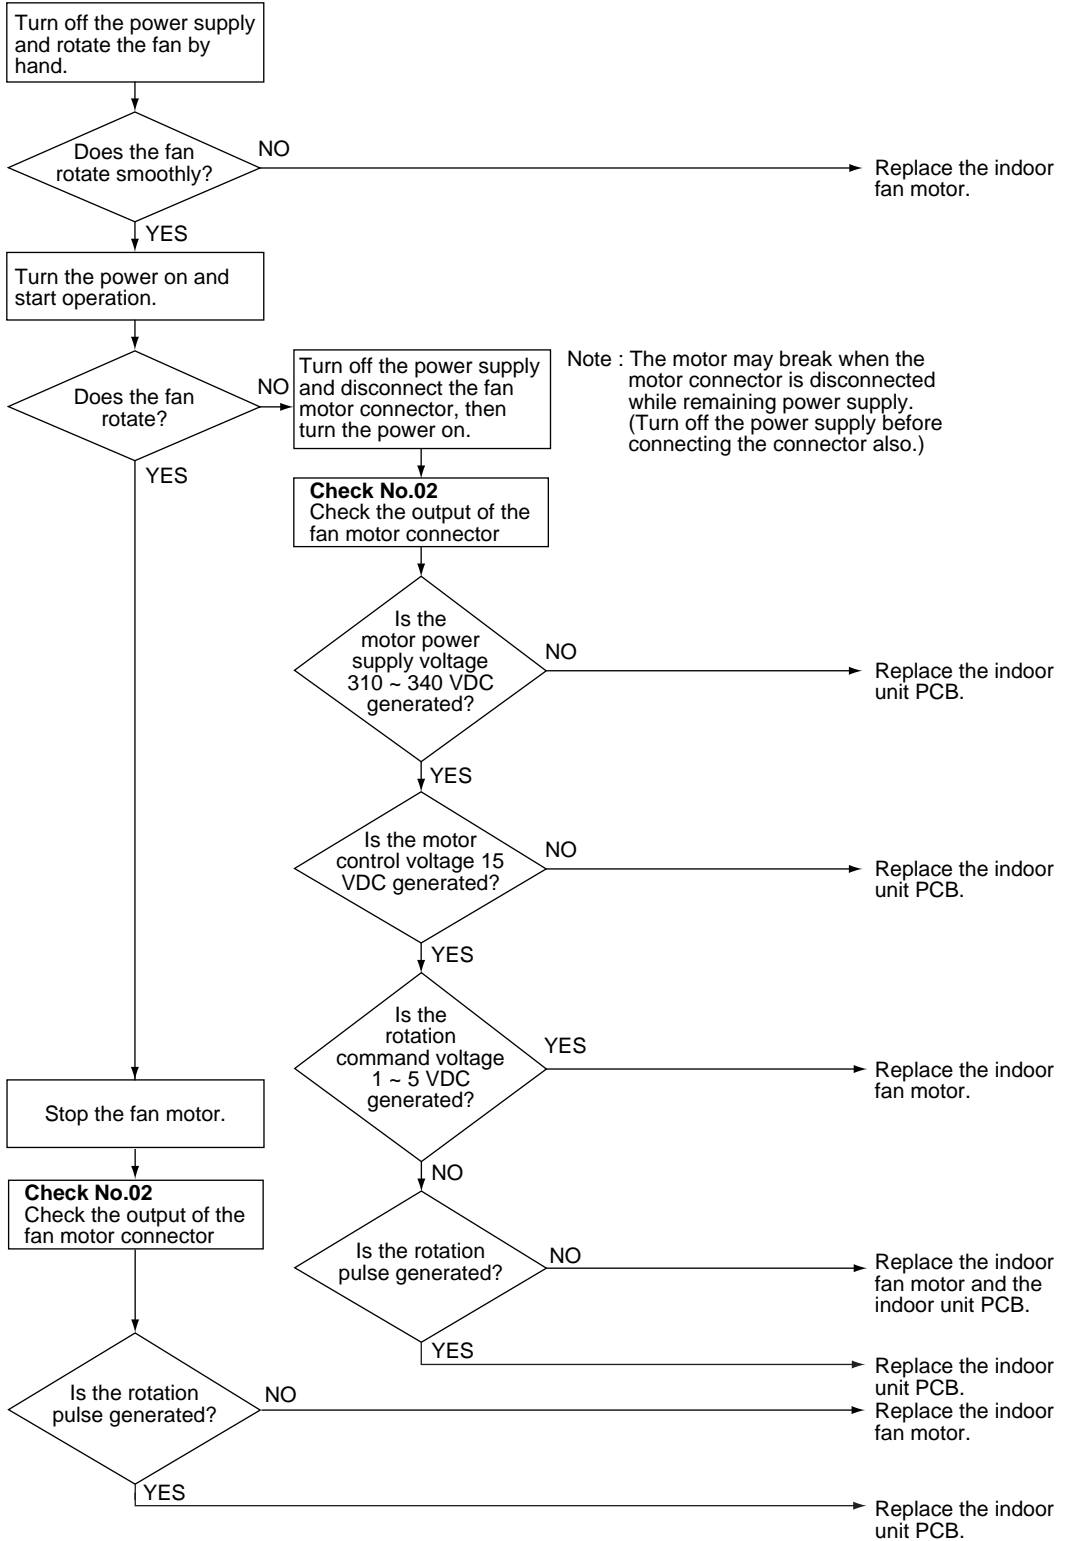 Turn off the power supply
and rotate the fan by
hand.
Does the fan
rotate smoothly?
NO
Replace the indoor
fan motor.
YES
Turn the power on and
start operation.
Does the fan
rotate?
NO
Turn off the power supply
and disconnect the fan
motor connector, then
turn the power on.
Note : The motor may break when the
motor connector is disconnected
while remaining power supply.
(Turn off the power supply before
connecting the connector also.)
YES
Check No.02
Check the output of the
fan motor connector
Is the
motor power
supply voltage
310 ~ 340 VDC
generated?
NO
Replace the indoor
unit PCB.
YES
Is the motor
control voltage 15
VDC generated?
NO
Replace the indoor
unit PCB.
YES
Is the
rotation
command voltage
1 ~ 5 VDC
generated?
YES
Replace the indoor
fan motor.
NO
Stop the fan motor.
Check No.02
Check the output of the
fan motor connector
Is the rotation
pulse generated?
NO
Replace the indoor
fan motor and the
indoor unit PCB.
YES
Replace the indoor
unit PCB.
Is the rotation
pulse generated?
NO
Replace the indoor
fan motor.
YES
Replace the indoor
unit PCB.